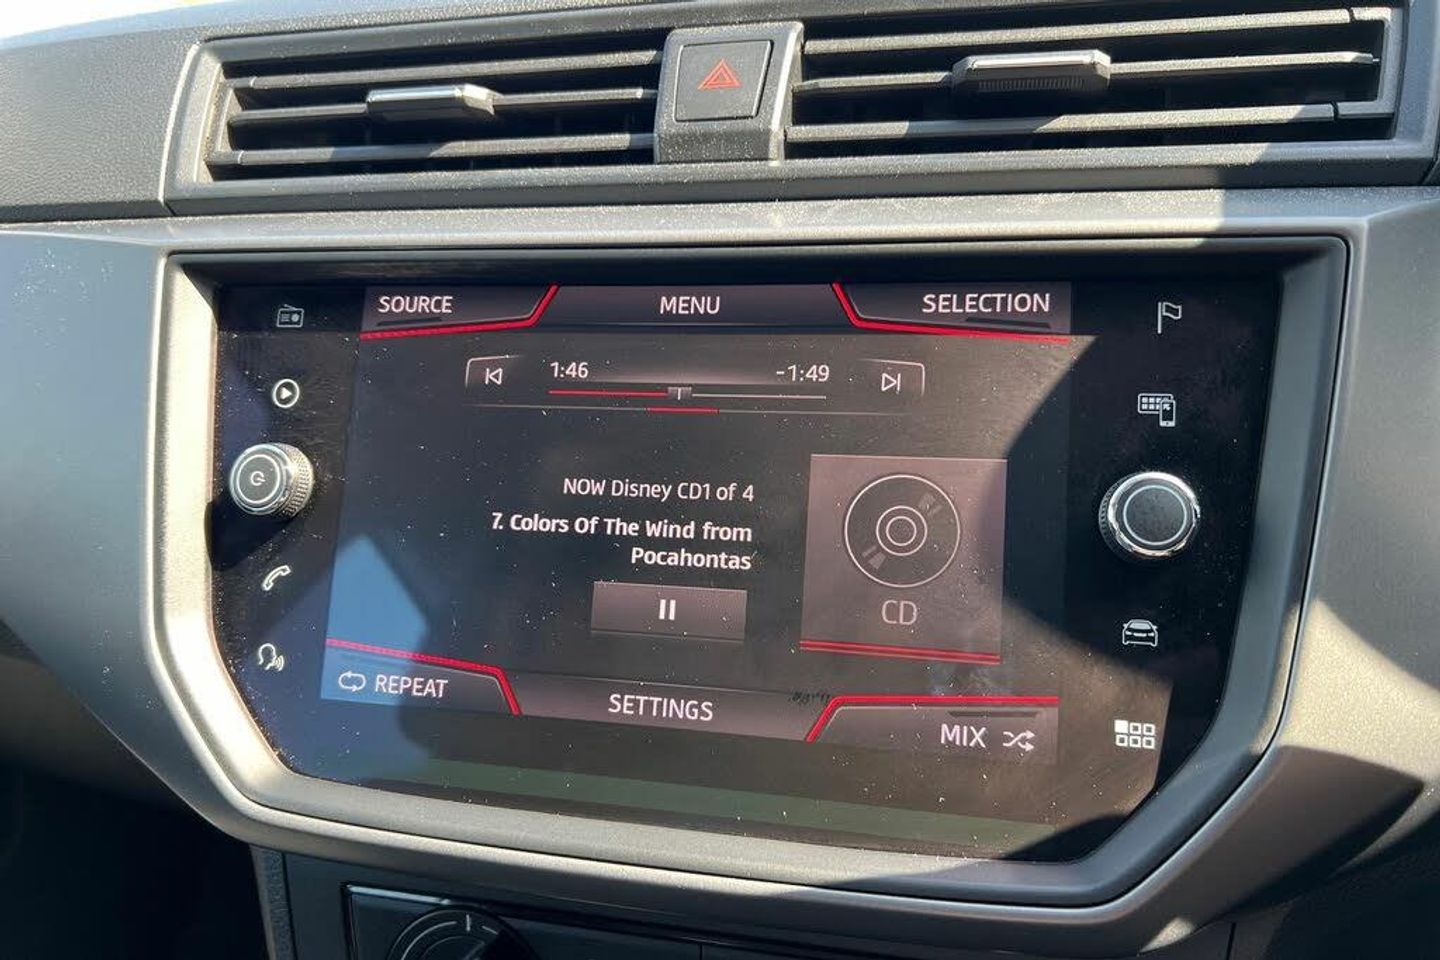 SOURCE
MENU
SELECTION
1:46
-1:49
NOW Disney CD1 of 4
7. Colors Of The Wind from
Pocahontas
CD
REPEAT
SETTINGS
MIX